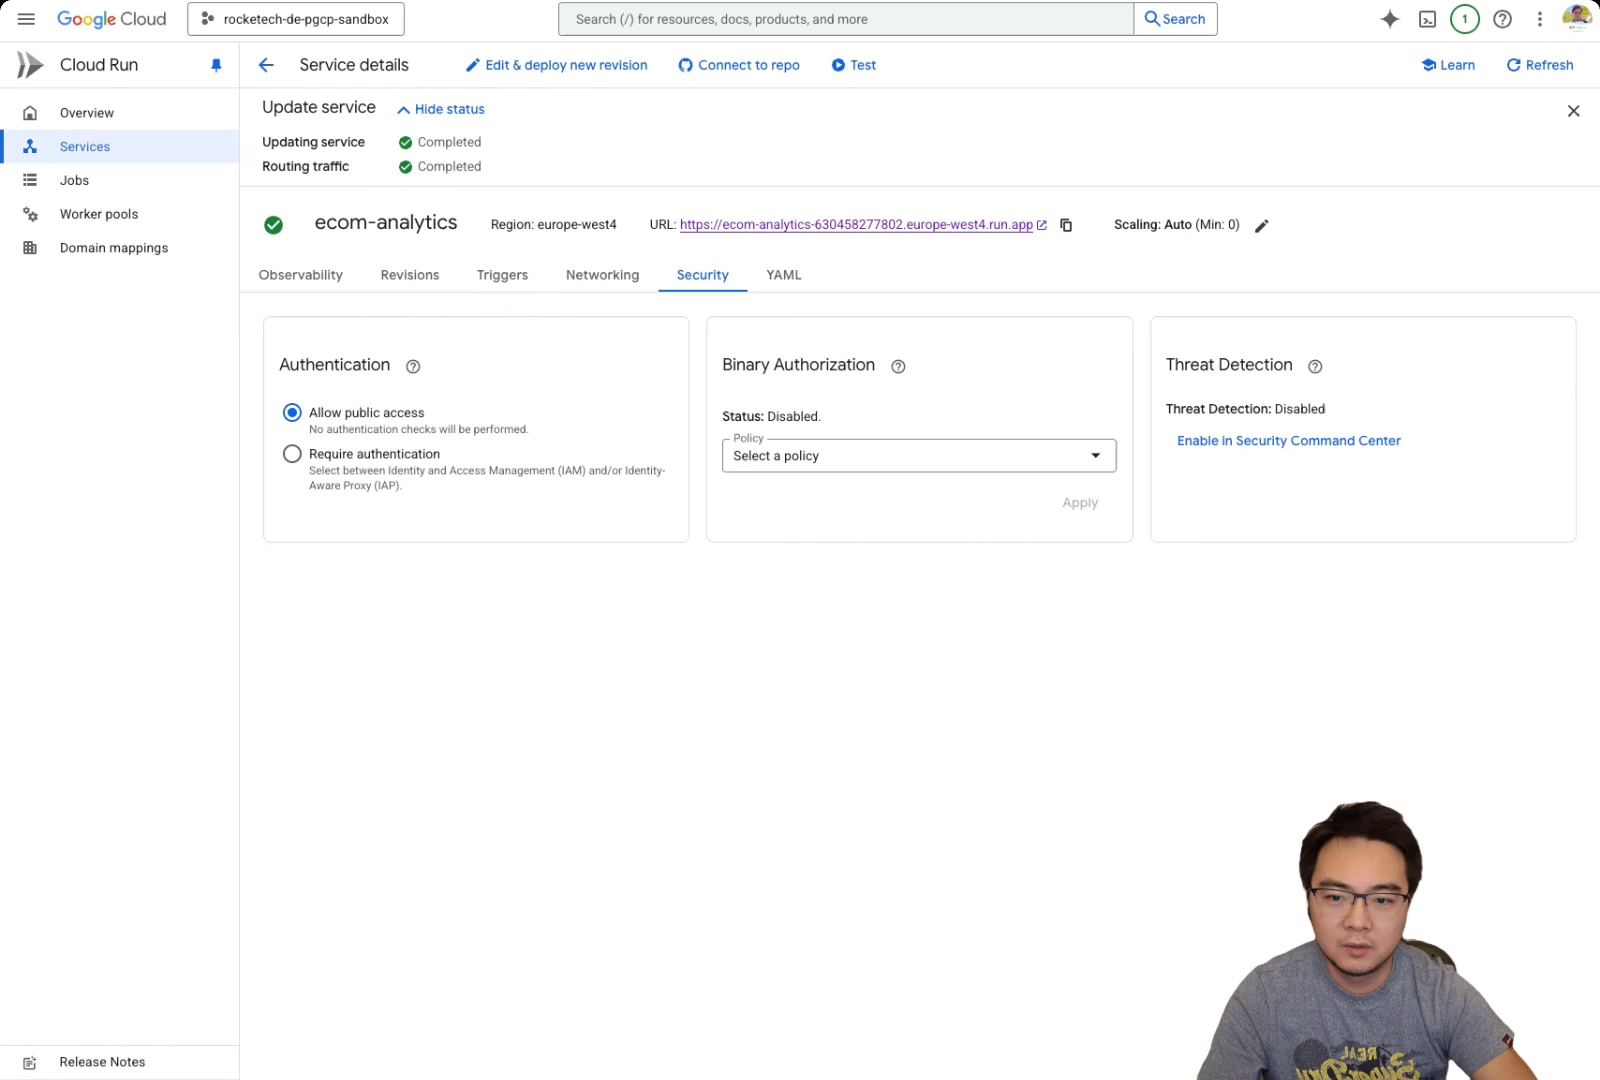 Google Cloud
rocketech-de-pgcp-sandbox
Search (/) for resources, docs, products, and more
Search
1
Cloud Run
Service details
Edit & deploy new revision
Connect to repo
Test
Learn
Refresh
Overview
Services
Jobs
Worker pools
Domain mappings
Release Notes
Update service
Hide status
Updating service
Completed
Routing traffic
Completed
ecom-analytics
Region: europe-west4
URL: https://ecom-analytics-630458277802.europe-west4.run.app
Scaling: Auto (Min: 0)
Observability
Revisions
Triggers
Networking
Security
YAML
Authentication
Allow public access
No authentication checks will be performed.
Require authentication
Select between Identity and Access Management (IAM) and/or Identity-
Aware Proxy (IAP).
Binary Authorization
Status: Disabled.
Policy
Select a policy
Apply
Threat Detection
Threat Detection: Disabled
Enable in Security Command Center
REAL